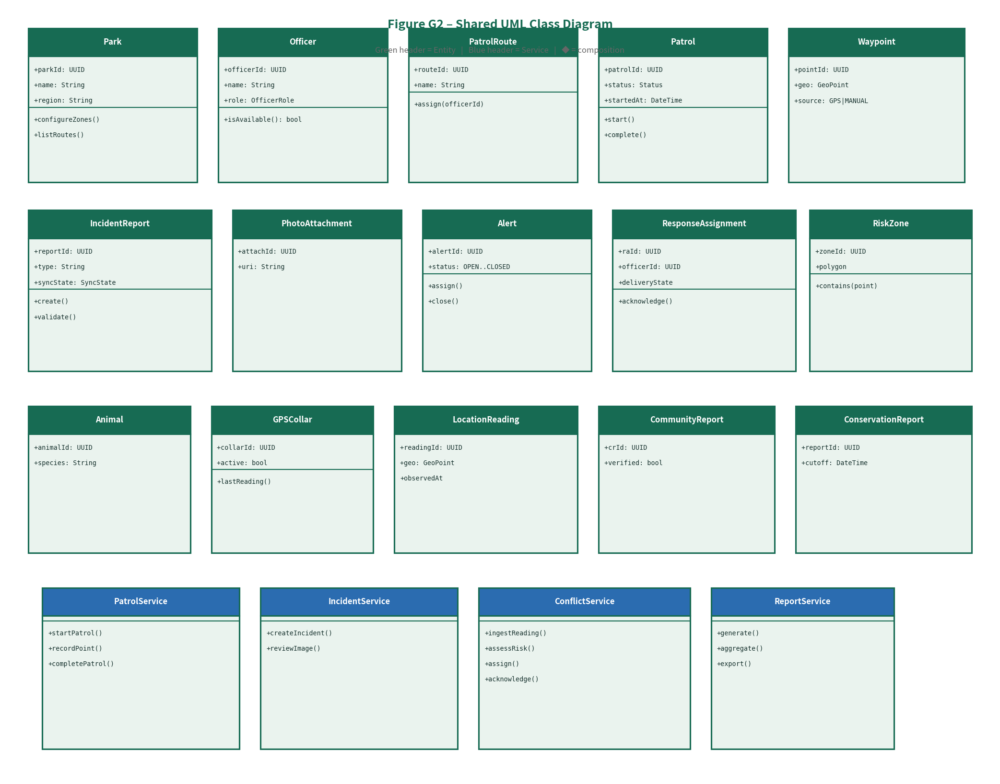 Figure G2 – Shared UML Class Diagram
Green header = Entity | Blue header = Service | ◆ = composition
Park
+parkId: UUID
+name: String
+region: String
+configureZones()
+listRoutes()
Officer
+officerId: UUID
+name: String
+role: OfficerRole
+isAvailable(): bool
PatrolRoute
+routeId: UUID
+name: String
+assign(officerId)
Patrol
+patrolId: UUID
+status: Status
+startedAt: DateTime
+start()
+complete()
Waypoint
+pointId: UUID
+geo: GeoPoint
+source: GPS|MANUAL
IncidentReport
+reportId: UUID
+type: String
+syncState: SyncState
+create()
+validate()
PhotoAttachment
+attachId: UUID
+uri: String
Alert
+alertId: UUID
+status: OPEN..CLOSED
+assign()
+close()
ResponseAssignment
+raId: UUID
+officerId: UUID
+deliveryState
+acknowledge()
RiskZone
+zoneId: UUID
+polygon
+contains(point)
Animal
+animalId: UUID
+species: String
GPSCollar
+collarId: UUID
+active: bool
+lastReading()
LocationReading
+readingId: UUID
+geo: GeoPoint
+observedAt
CommunityReport
+crId: UUID
+verified: bool
ConservationReport
+reportId: UUID
+cutoff: DateTime
PatrolService
+startPatrol()
+recordPoint()
+completePatrol()
IncidentService
+createIncident()
+reviewImage()
ConflictService
+ingestReading()
+assessRisk()
+assign()
+acknowledge()
ReportService
+generate()
+aggregate()
+export()